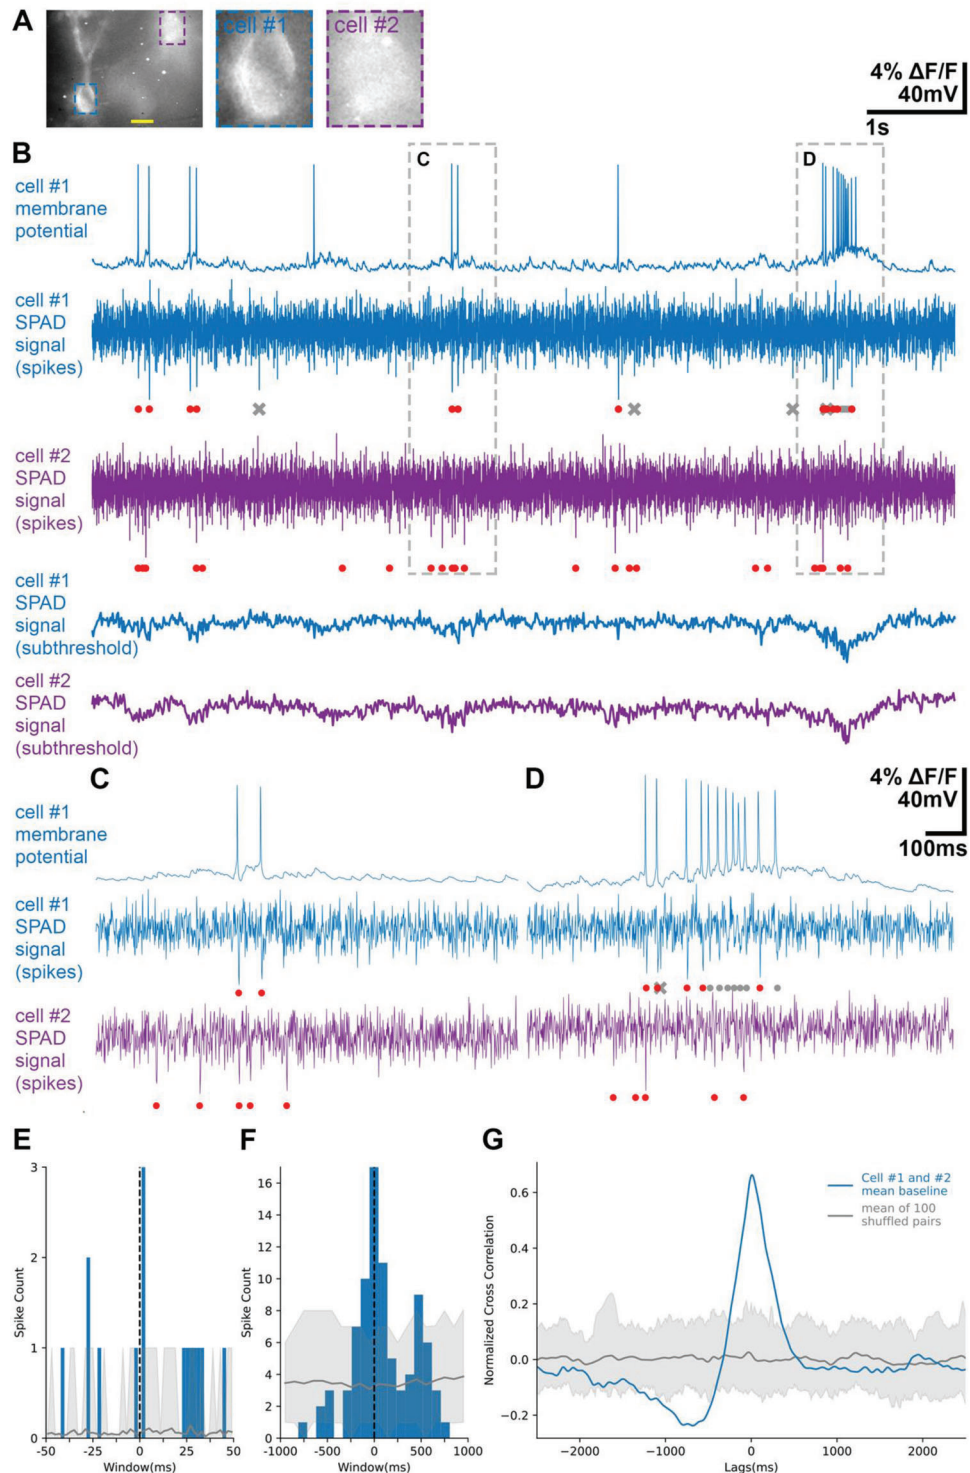 A
cell #1
cell #2
4% ΔF/F
40mV
1s
B
C
D
cell #1
membrane
potential
cell #1
SPAD
signal
(spikes)
cell #2
SPAD
signal
(spikes)
cell #1
SPAD
signal
(subthreshold)
cell #2
SPAD
signal
(subthreshold)
C
D
4% ΔF/F
40mV
100ms
cell #1
membrane
potential
cell #1
SPAD
signal
(spikes)
cell #2
SPAD
signal
(spikes)
E
3
2
1
0
Spike Count
-50
-25
0
25
50
Window(ms)
F
16
14
12
10
8
6
4
2
0
Spike Count
-1000
-500
0
500
1000
Window(ms)
G
0.6
0.4
0.2
0.0
−0.2
Normalized Cross Correlation
Cell #1 and #2
mean baseline
mean of 100
shuffled pairs
−2000
−1000
0
1000
2000
Lags(ms)